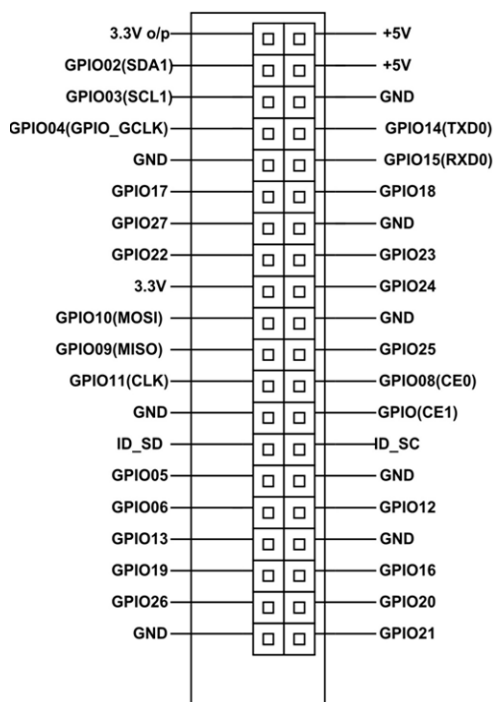 3.3V o/p +5V
GPIO02(SDA1) +5V
GPIO03(SCL1) GND
GPIO04(GPIO_GCLK) GPIO14(TXD0)
GND GPIO15(RXD0)
GPIO17 GPIO18
GPIO27 GND
GPIO22 GPIO23
3.3V GPIO24
GPIO10(MOSI) GND
GPIO09(MISO) GPIO25
GPIO11(CLK) GPIO08(CE0)
GND GPIO(CE1)
ID_SD ID_SC
GPIO05 GND
GPIO06 GPIO12
GPIO13 GND
GPIO19 GPIO16
GPIO26 GPIO20
GND GPIO21